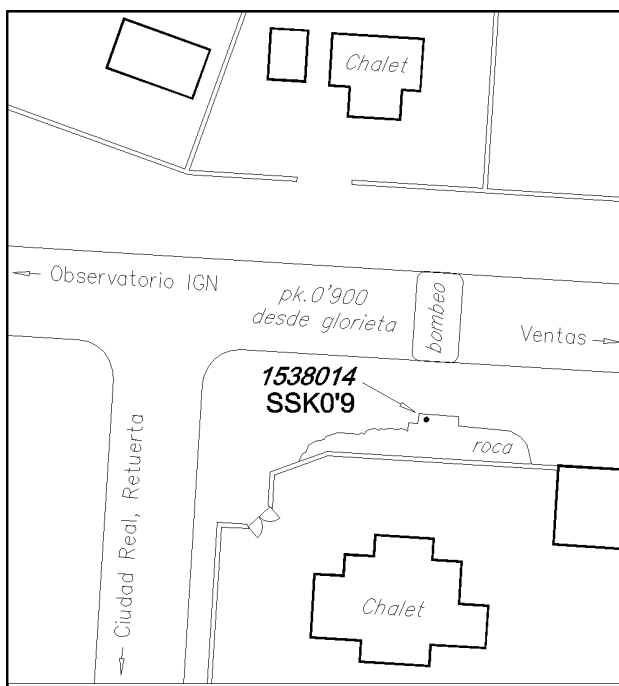 Chalet
← Observatorio IGN
pk.0'900
desde glorieta
bombeo
Ventas →
1538014
SSK0'9
roca
← Ciudad Real, Retuerta
Chalet